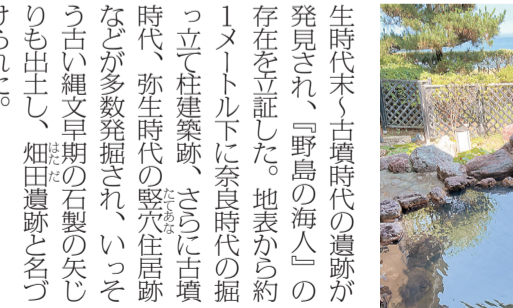 生時代末～古墳時代の遺跡が
発見され、『野島の海人』の
存在を立証した。地表から約
1メートル下に奈良時代の掘
っ立て柱建築跡、さらに古墳
時代、弥生時代の竪穴住居跡
などが多数発掘され、いっそ
う古い縄文早期の石製の矢じ
りも出土し、畑田遺跡と名づ
けられた。